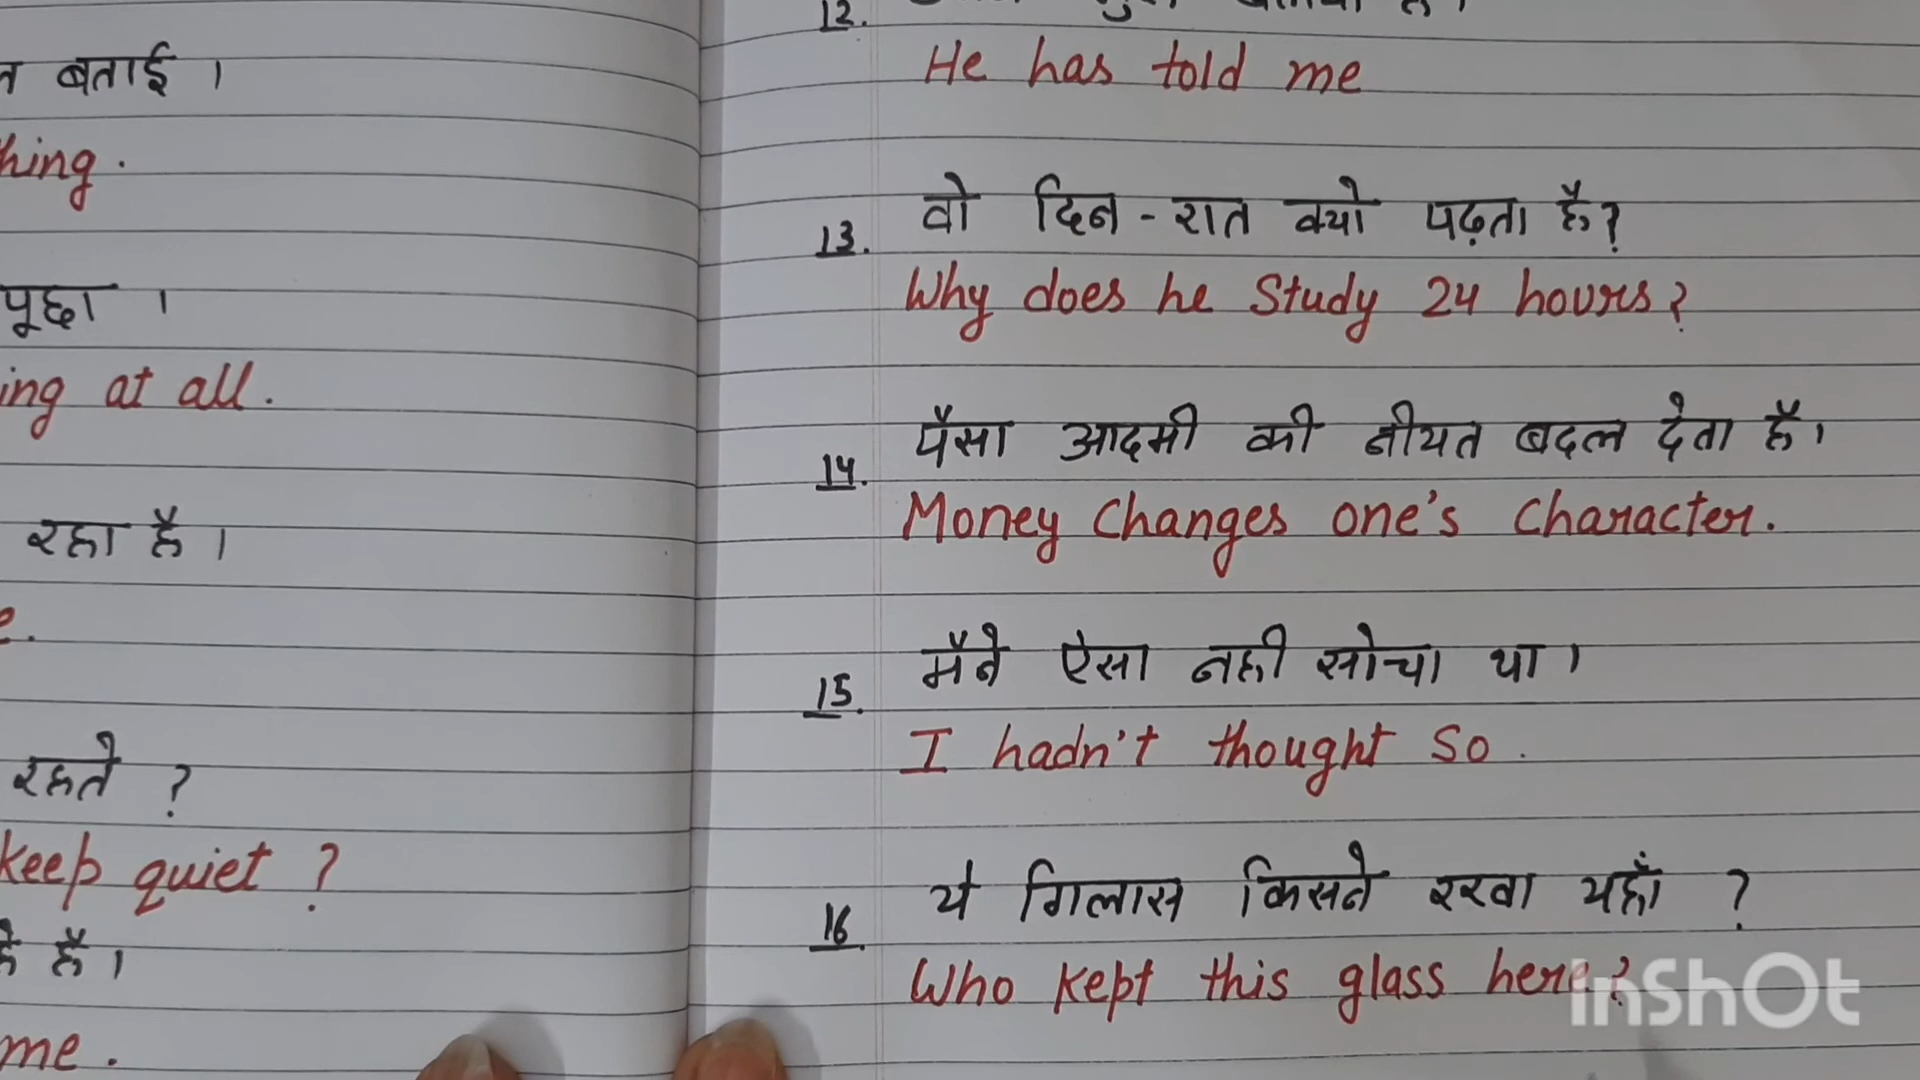 बताई ।
hing.
पूछा ।
ing at all.
रहा है ।
e.
रहते ?
keep quiet ?
हैं ।
me.
12.
He has told me
13. वो दिन - रात क्यो पढ़ता है?
Why does he Study 24 hours?
14. पैसा आदमी की नीयत बदल देता है।
Money Changes one's Character.
15. मैंने ऐसा नही सोचा था ।
I hadn't thought so.
16. ये गिलास किसने रखा यहाँ ?
Who kept this glass here?
InShOt